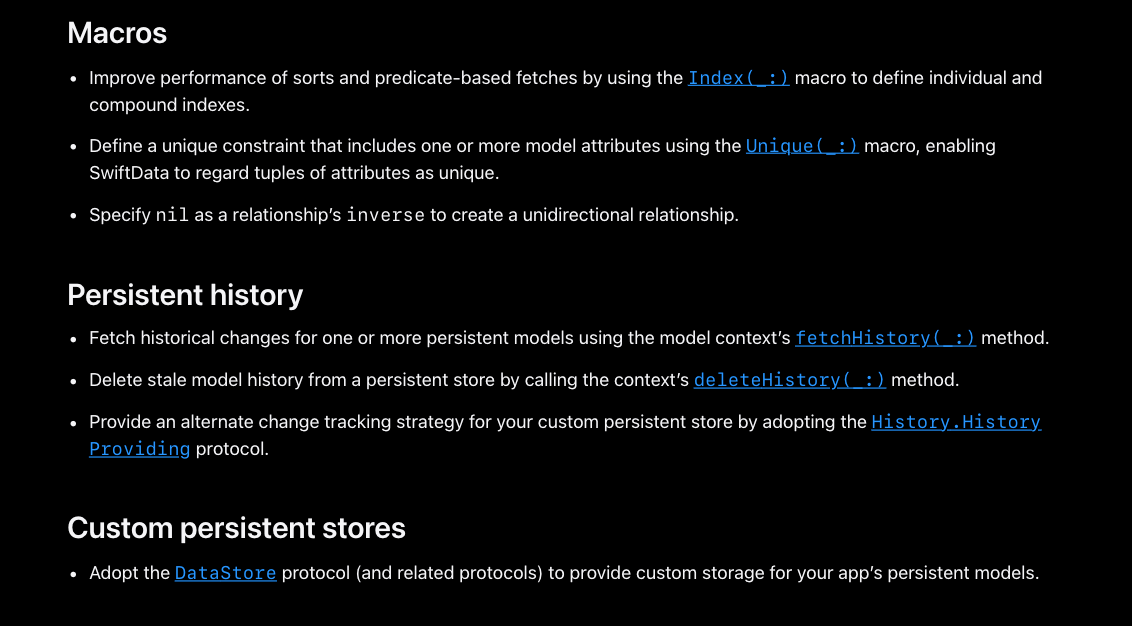 Macros
• Improve performance of sorts and predicate-based fetches by using the Index(_:) macro to define individual and
compound indexes.
• Define a unique constraint that includes one or more model attributes using the Unique(_:) macro, enabling
SwiftData to regard tuples of attributes as unique.
• Specify nil as a relationship’s inverse to create a unidirectional relationship.
Persistent history
• Fetch historical changes for one or more persistent models using the model context’s fetchHistory(_:) method.
• Delete stale model history from a persistent store by calling the context’s deleteHistory(_:) method.
• Provide an alternate change tracking strategy for your custom persistent store by adopting the History.History
Providing protocol.
Custom persistent stores
• Adopt the DataStore protocol (and related protocols) to provide custom storage for your app’s persistent models.